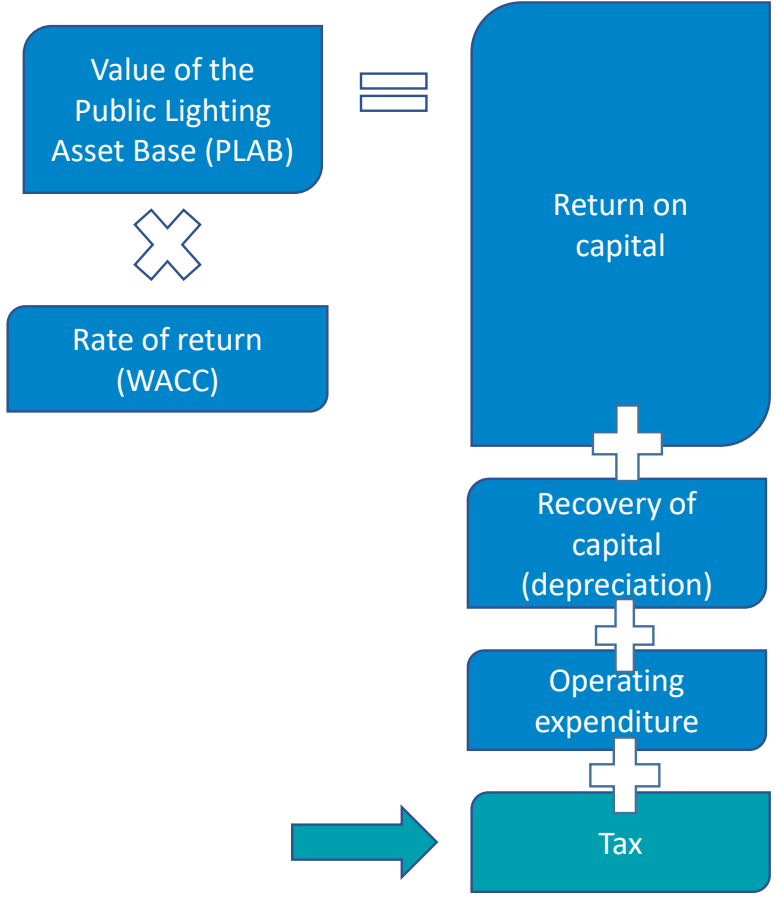 Value of the
Public Lighting
Asset Base (PLAB)
Rate of return
(WACC)
Return on
capital
Recovery of
capital
(depreciation)
Operating
expenditure
Tax